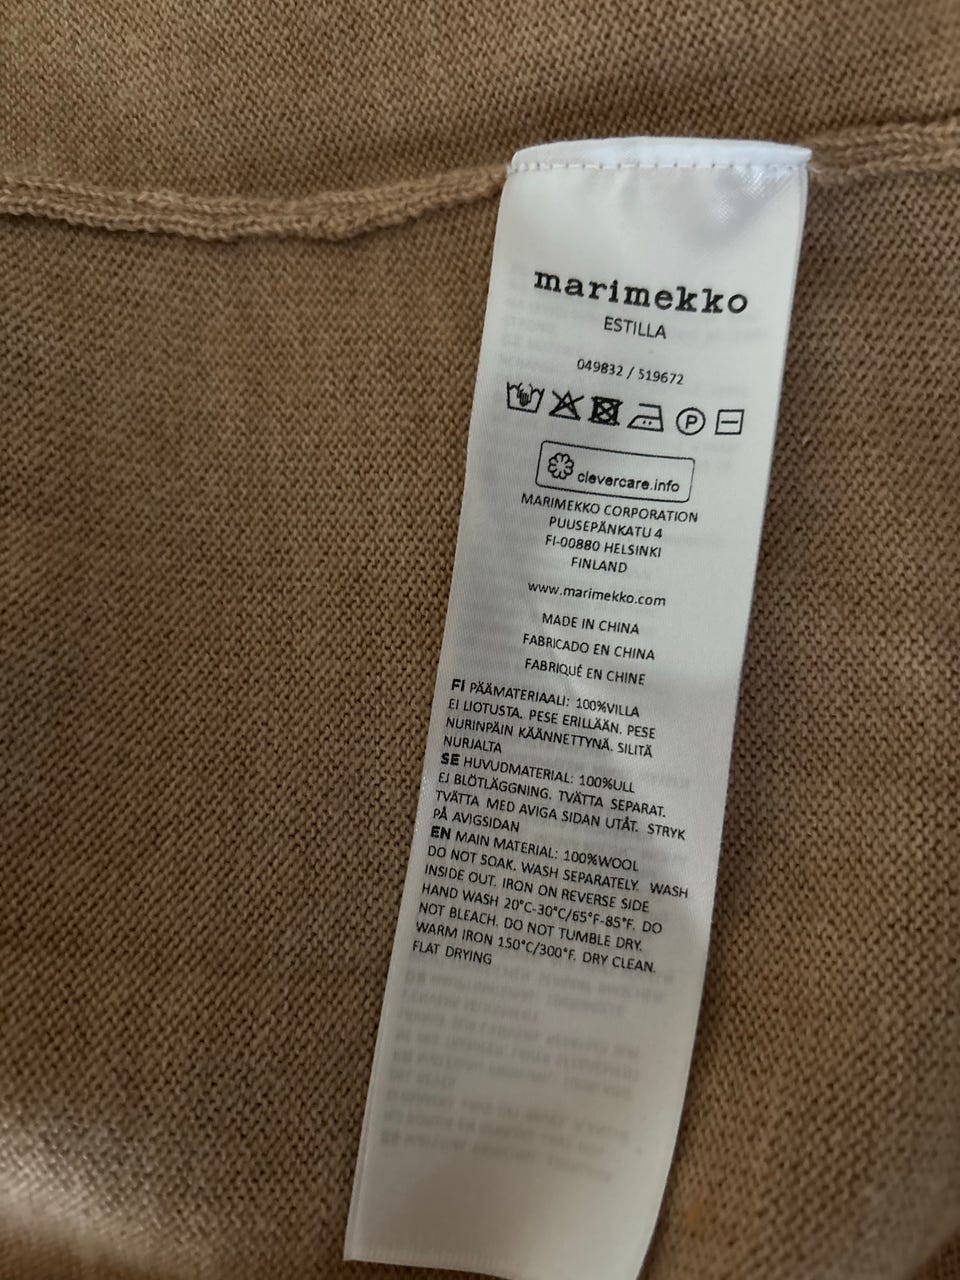 marimekko
ESTILLA
049832 / 519672
P
clevercare.info
MARIMEKKO CORPORATION
PUUSEPÄNKATU 4
FI-00880 HELSINKI
FINLAND
www.marimekko.com
MADE IN CHINA
FABRICADO EN CHINA
FABRIQUÉ EN CHINE
FI PÄÄMATERIAALI: 100%VILLA
EI LIOTUSTA. PESE ERILLÄÄN. PESE
NURINPÄIN KÄÄNNETTYNÄ. SILITÄ
NURJALTA
SE HUVUDMATERIAL: 100%ULL
EJ BLÖTLÄGGNING. TVÄTTA SEPARAT.
TVÄTTA MED AVIGA SIDAN UTÅT. STRYK
PÅ AVIGSIDAN
EN MAIN MATERIAL: 100%WOOL
DO NOT SOAK. WASH SEPARATELY. WASH
INSIDE OUT. IRON ON REVERSE SIDE
HAND WASH 20°C-30°C/65°F-85°F. DO
NOT BLEACH. DO NOT TUMBLE DRY.
WARM IRON 150°C/300°F. DRY CLEAN.
FLAT DRYING